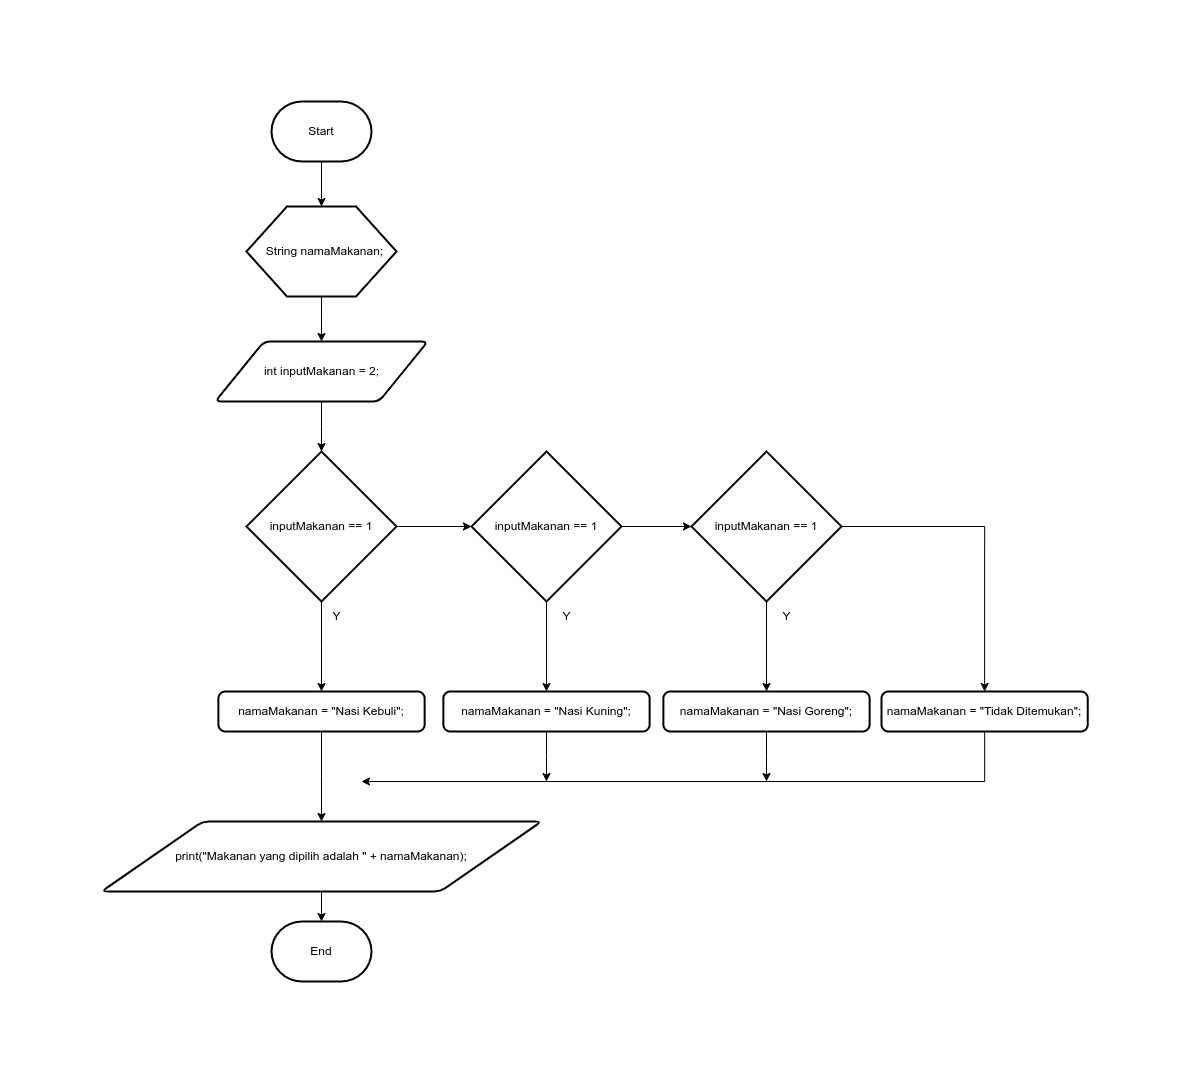 Start
String namaMakanan;
int inputMakanan = 2;
inputMakanan == 1
inputMakanan == 1
inputMakanan == 1
Y
Y
Y
namaMakanan = "Nasi Kebuli";
namaMakanan = "Nasi Kuning";
namaMakanan = "Nasi Goreng";
namaMakanan = "Tidak Ditemukan";
print("Makanan yang dipilih adalah " + namaMakanan);
End